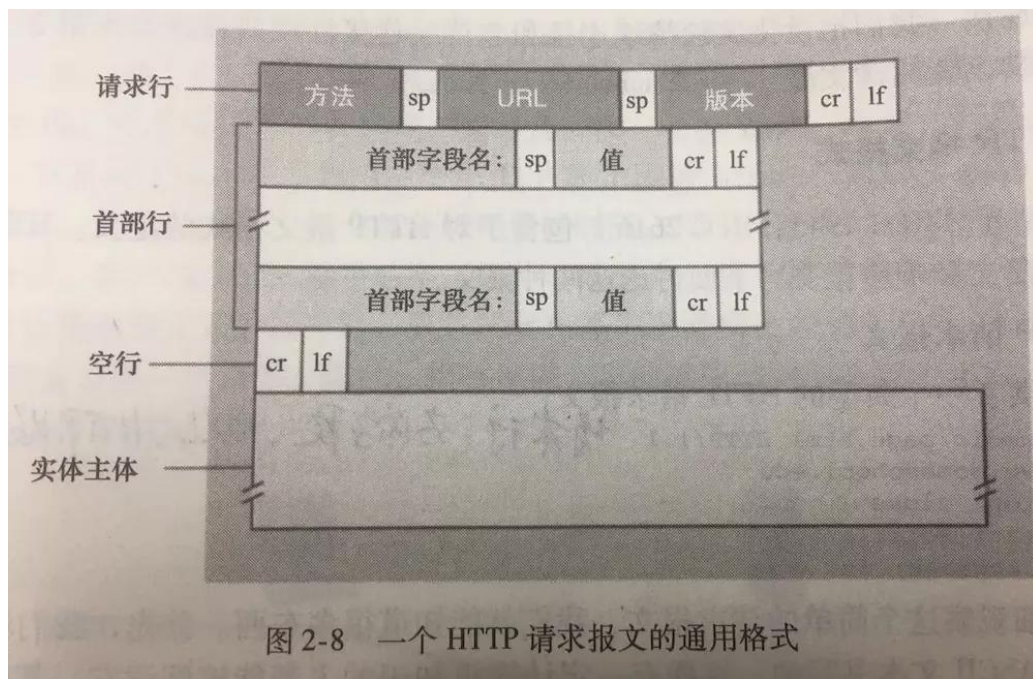 请求行 方法 sp URL sp 版本 cr lf
首部字段名: sp 值 cr lf
首部行
首部字段名: sp 值 cr lf
空行 cr lf
实体主体
图 2-8 一个 HTTP 请求报文的通用格式